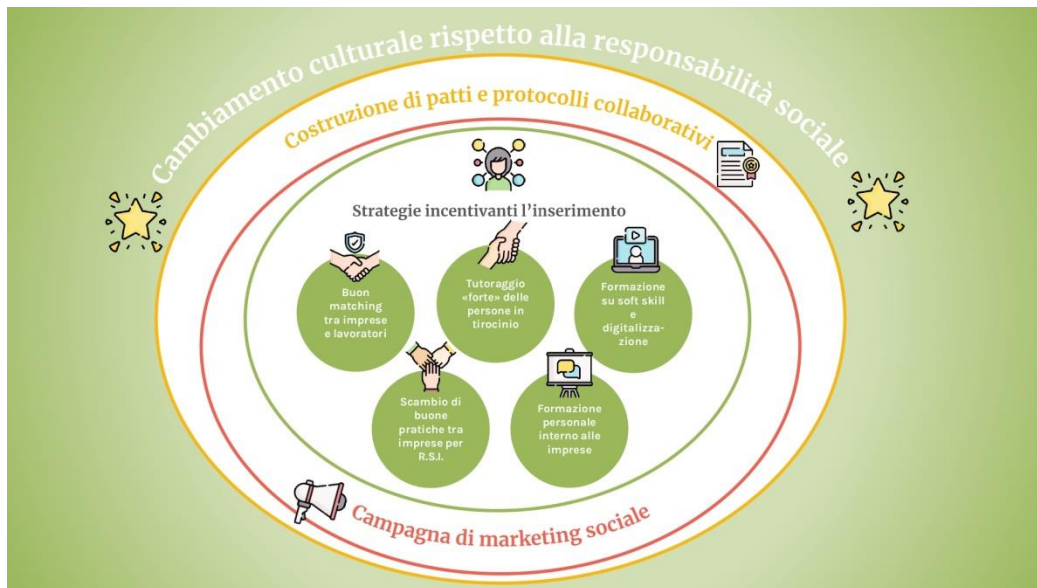 Cambiamento culturale rispetto alla responsabilità sociale
Costruzione di patti e protocolli collaborativi
Strategie incentivanti l'inserimento
Buon
matching
tra imprese
e lavoratori
Tutoraggio
«forte» delle
persone in
tirocinio
Formazione
su soft skill
e
digitalizza-
zione
Scambio di
buone
pratiche tra
imprese per
R.S.I.
Formazione
personale
interno alle
imprese
Campagna di marketing sociale